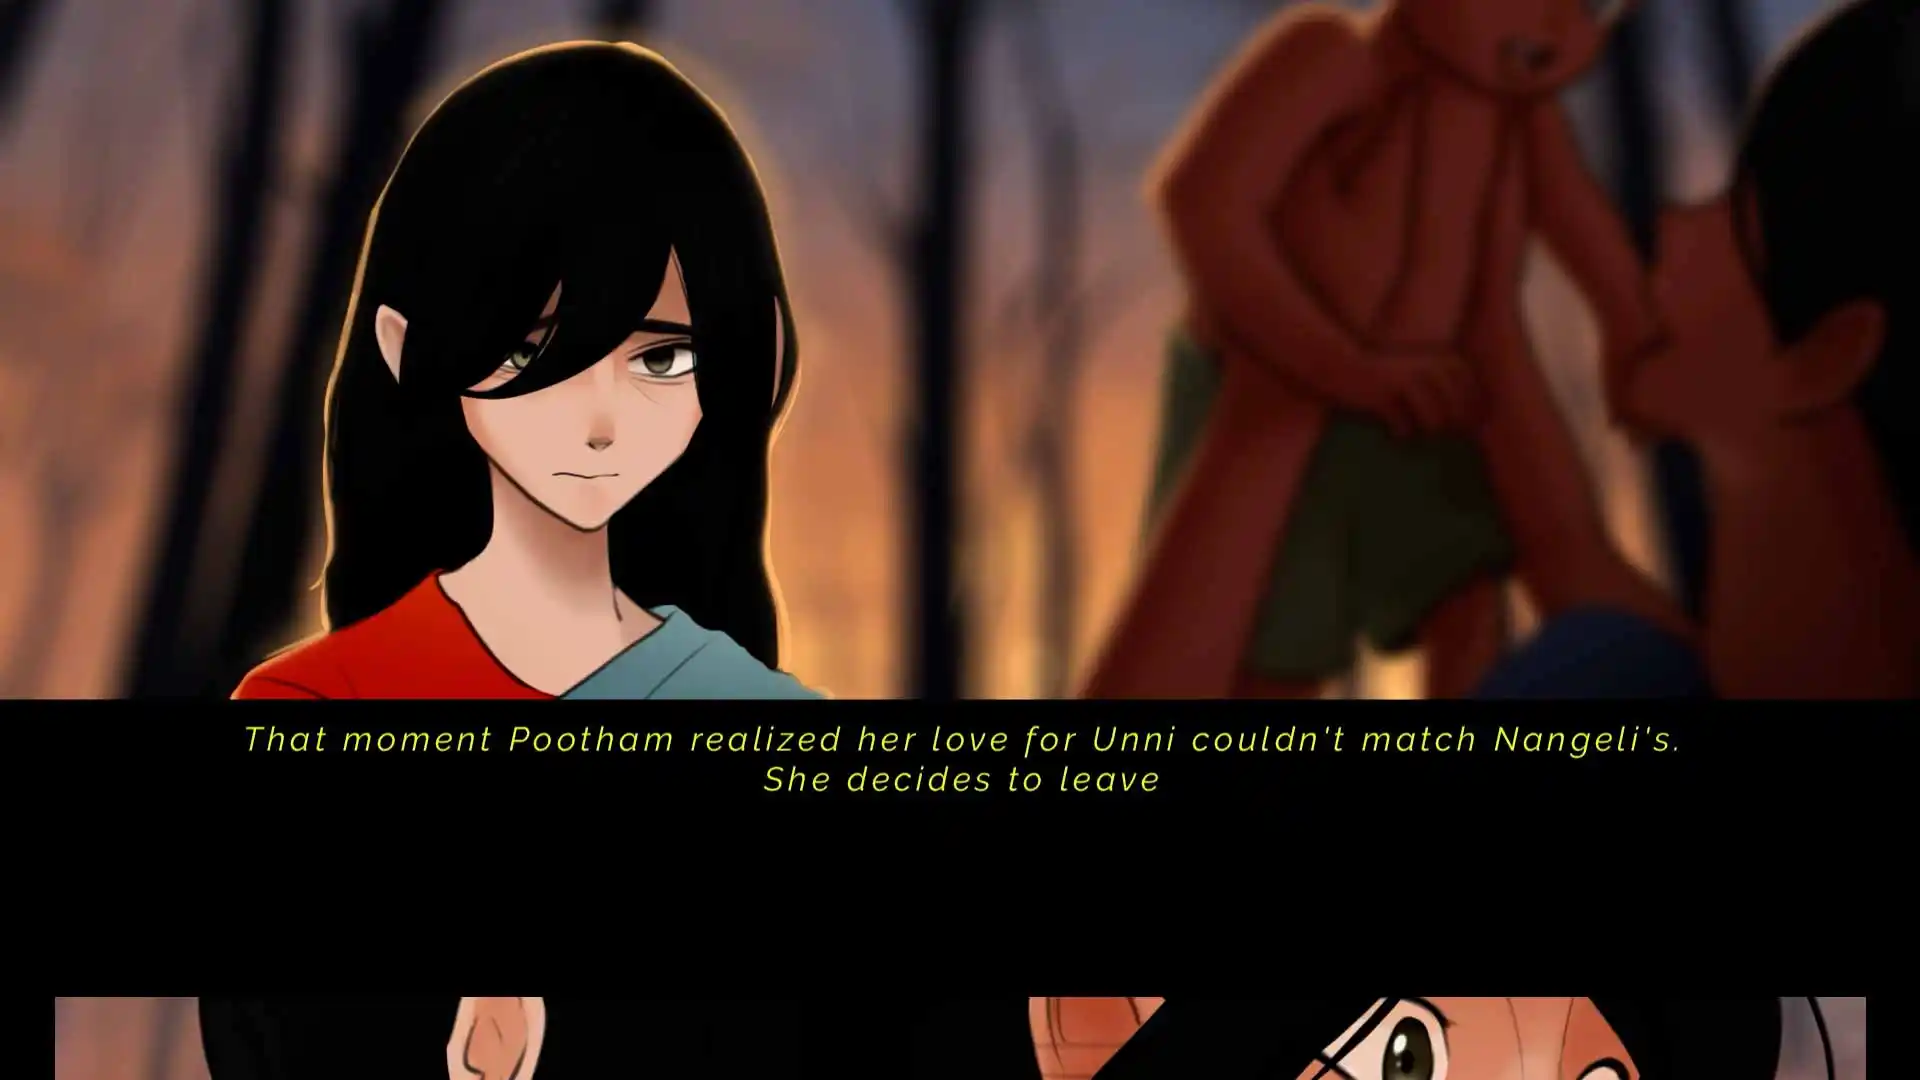 That moment Pootham realized her love for Unni couldn't match Nangeli's.
She decides to leave